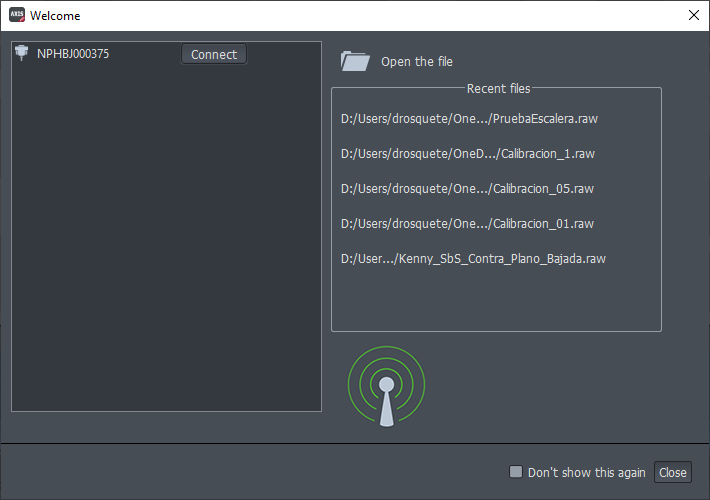 AXIS Welcome
NPHBJ000375 Connect
Open the file
Recent files
D:/Users/drosquete/One.../PruebaEscalera.raw
D:/Users/drosquete/OneD.../Calibracion_1.raw
D:/Users/drosquete/One.../Calibracion_05.raw
D:/Users/drosquete/One.../Calibracion_01.raw
D:/User.../Kenny_SbS_Contra_Plano_Bajada.raw
Don't show this again Close